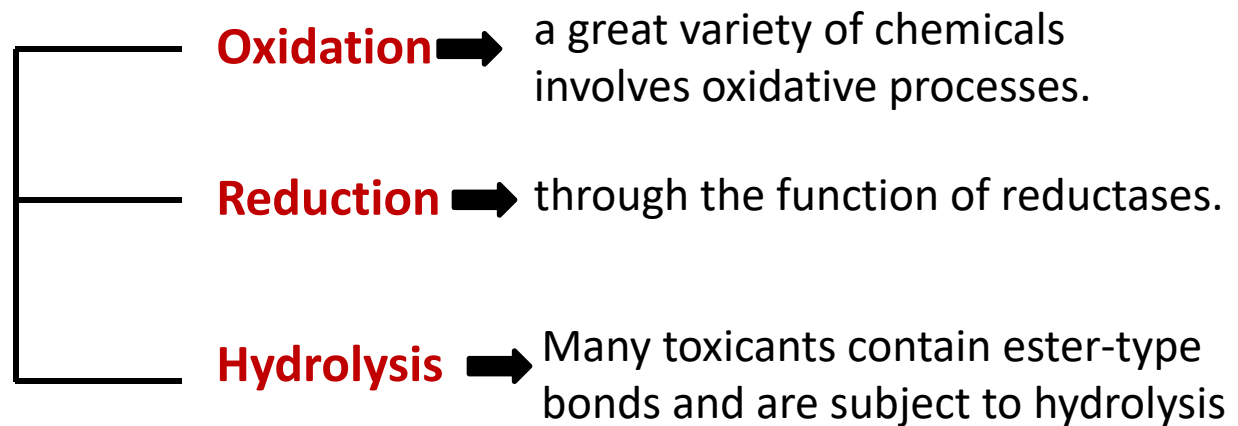 Oxidation a great variety of chemicals
involves oxidative processes.
Reduction through the function of reductases.
Hydrolysis Many toxicants contain ester-type
bonds and are subject to hydrolysis